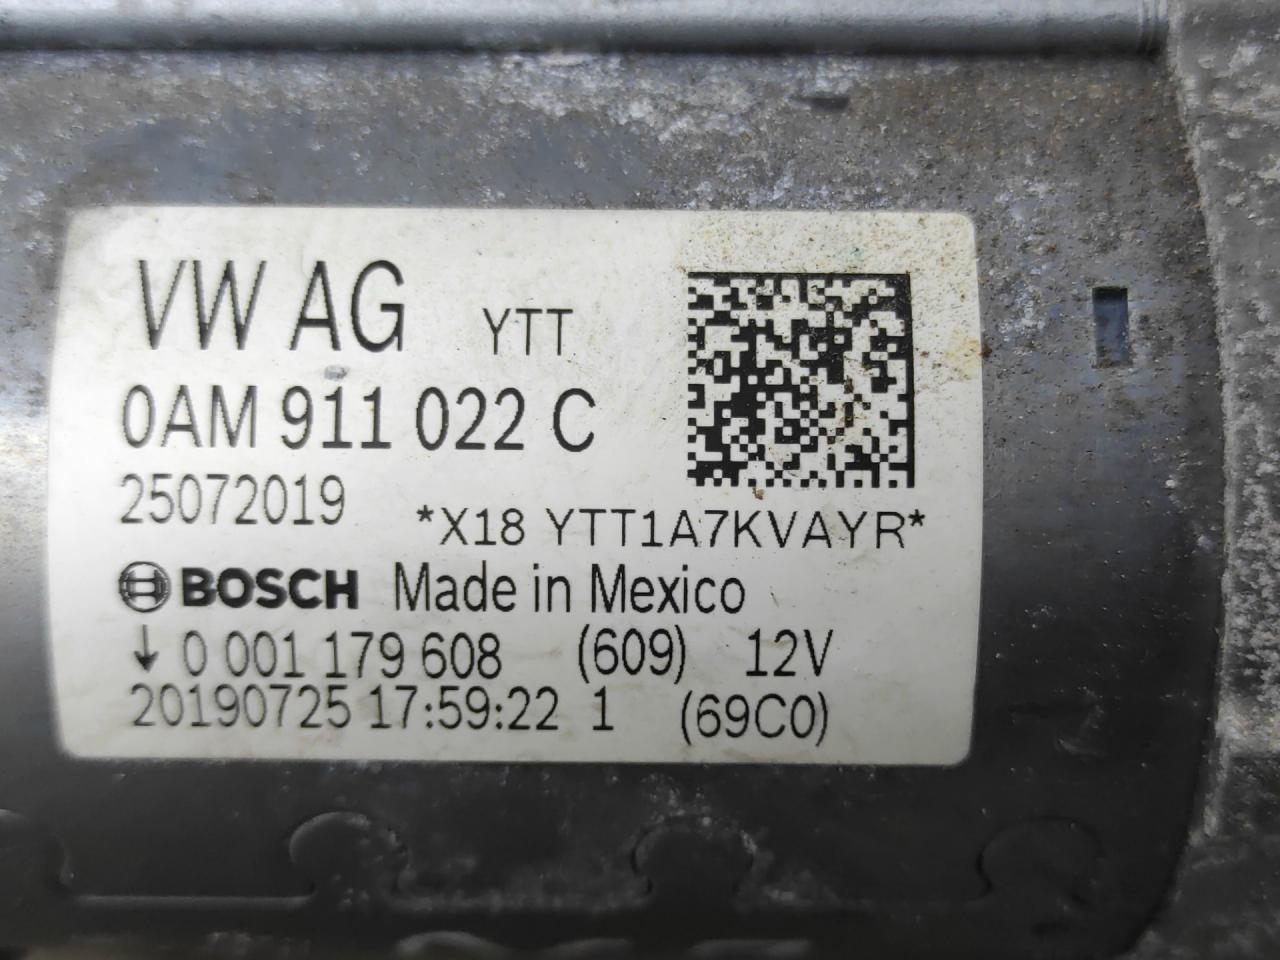 VW AG YTT
0AM 911 022 C
25072019
*X18 YTT1A7KVAYR*
BOSCH Made in Mexico
↓ 0 001 179 608 (609) 12V
20190725 17:59:22 1 (69C0)